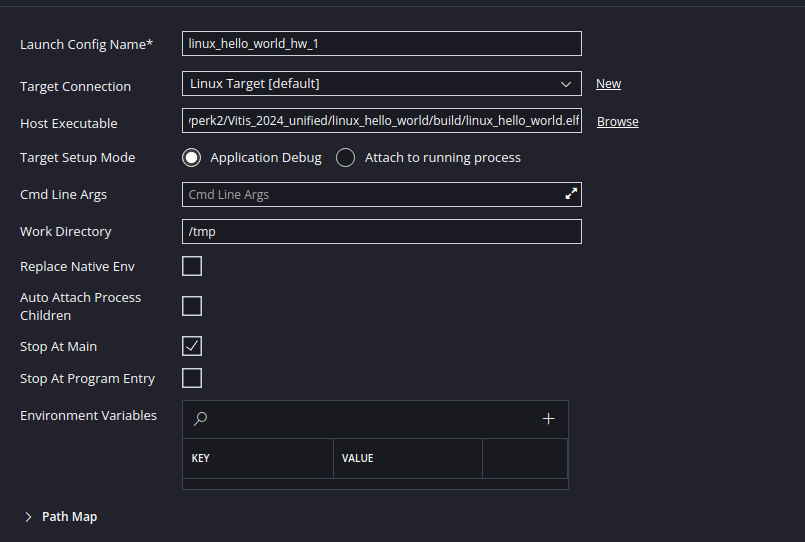 Launch Config Name*
linux_hello_world_hw_1
Target Connection
Linux Target [default]
New
Host Executable
perk2/Vitis_2024_unified/linux_hello_world/build/linux_hello_world.elf
Browse
Target Setup Mode
Application Debug
Attach to running process
Cmd Line Args
Cmd Line Args
Work Directory
/tmp
Replace Native Env
Auto Attach Process
Children
Stop At Main
Stop At Program Entry
Environment Variables
KEY
VALUE
Path Map